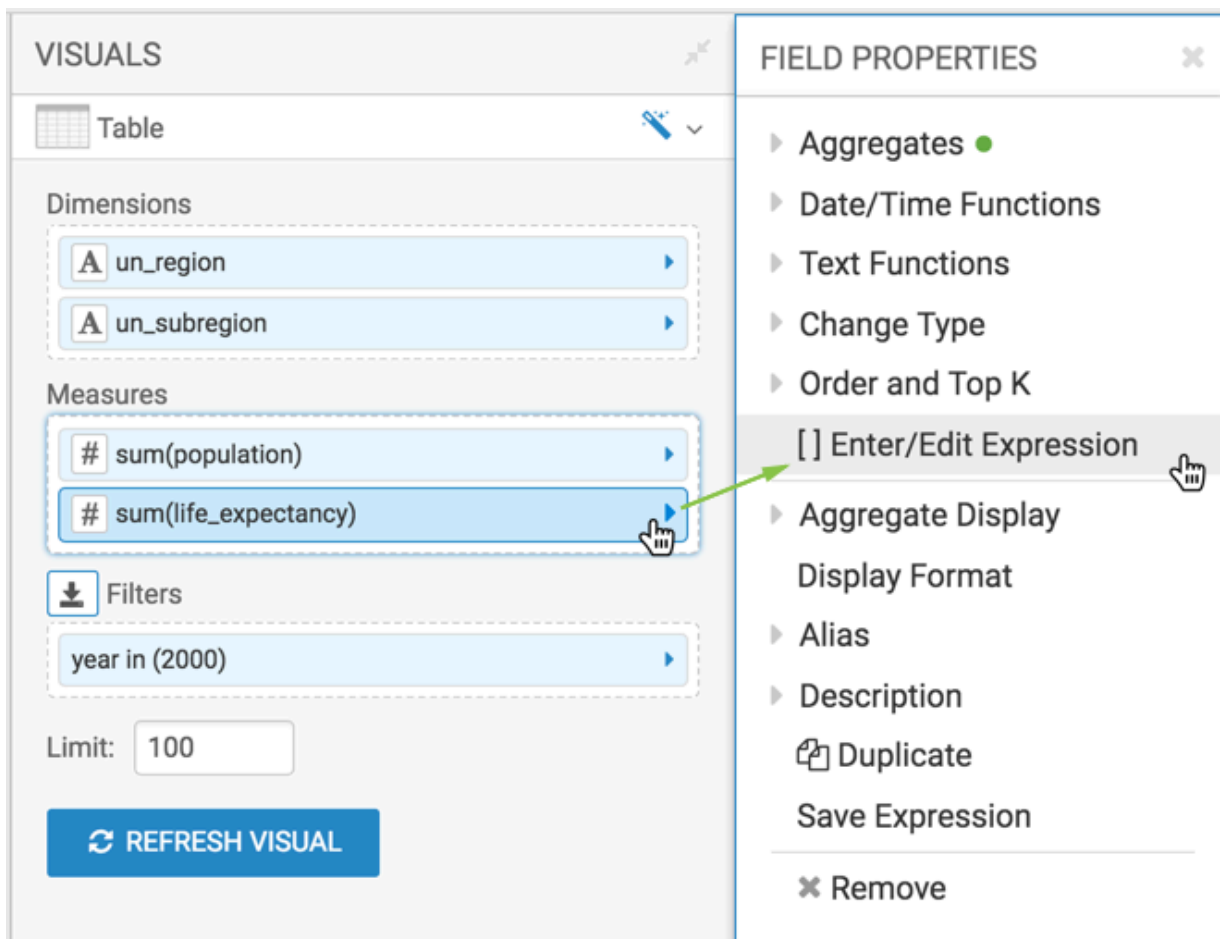 VISUALS
Table
Dimensions
A un_region
A un_subregion
Measures
# sum(population)
# sum(life_expectancy)
Filters
year in (2000)
Limit: 100
REFRESH VISUAL
FIELD PROPERTIES
Aggregates
Date/Time Functions
Text Functions
Change Type
Order and Top K
[ ] Enter/Edit Expression
Aggregate Display
Display Format
Alias
Description
Duplicate
Save Expression
Remove